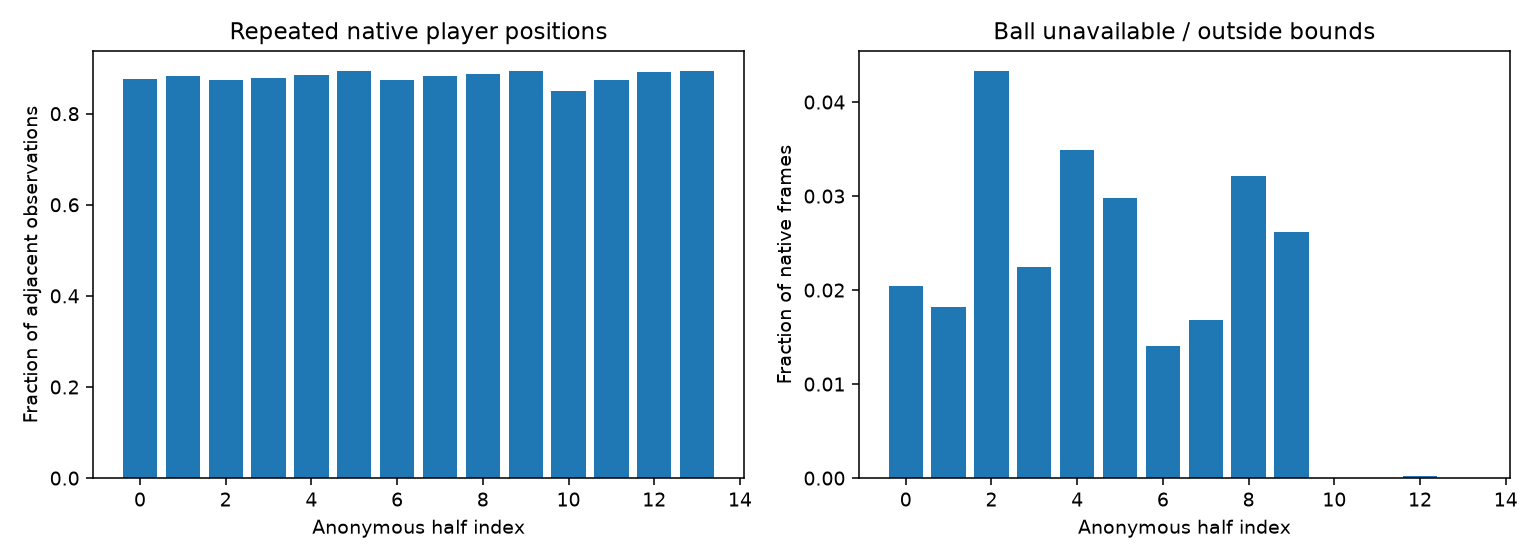 Repeated native player positions
Fraction of adjacent observations
0.8
0.6
0.4
0.2
0.0
0 2 4 6 8 10 12 14
Anonymous half index
Ball unavailable / outside bounds
Fraction of native frames
0.04
0.03
0.02
0.01
0.00
0 2 4 6 8 10 12 14
Anonymous half index